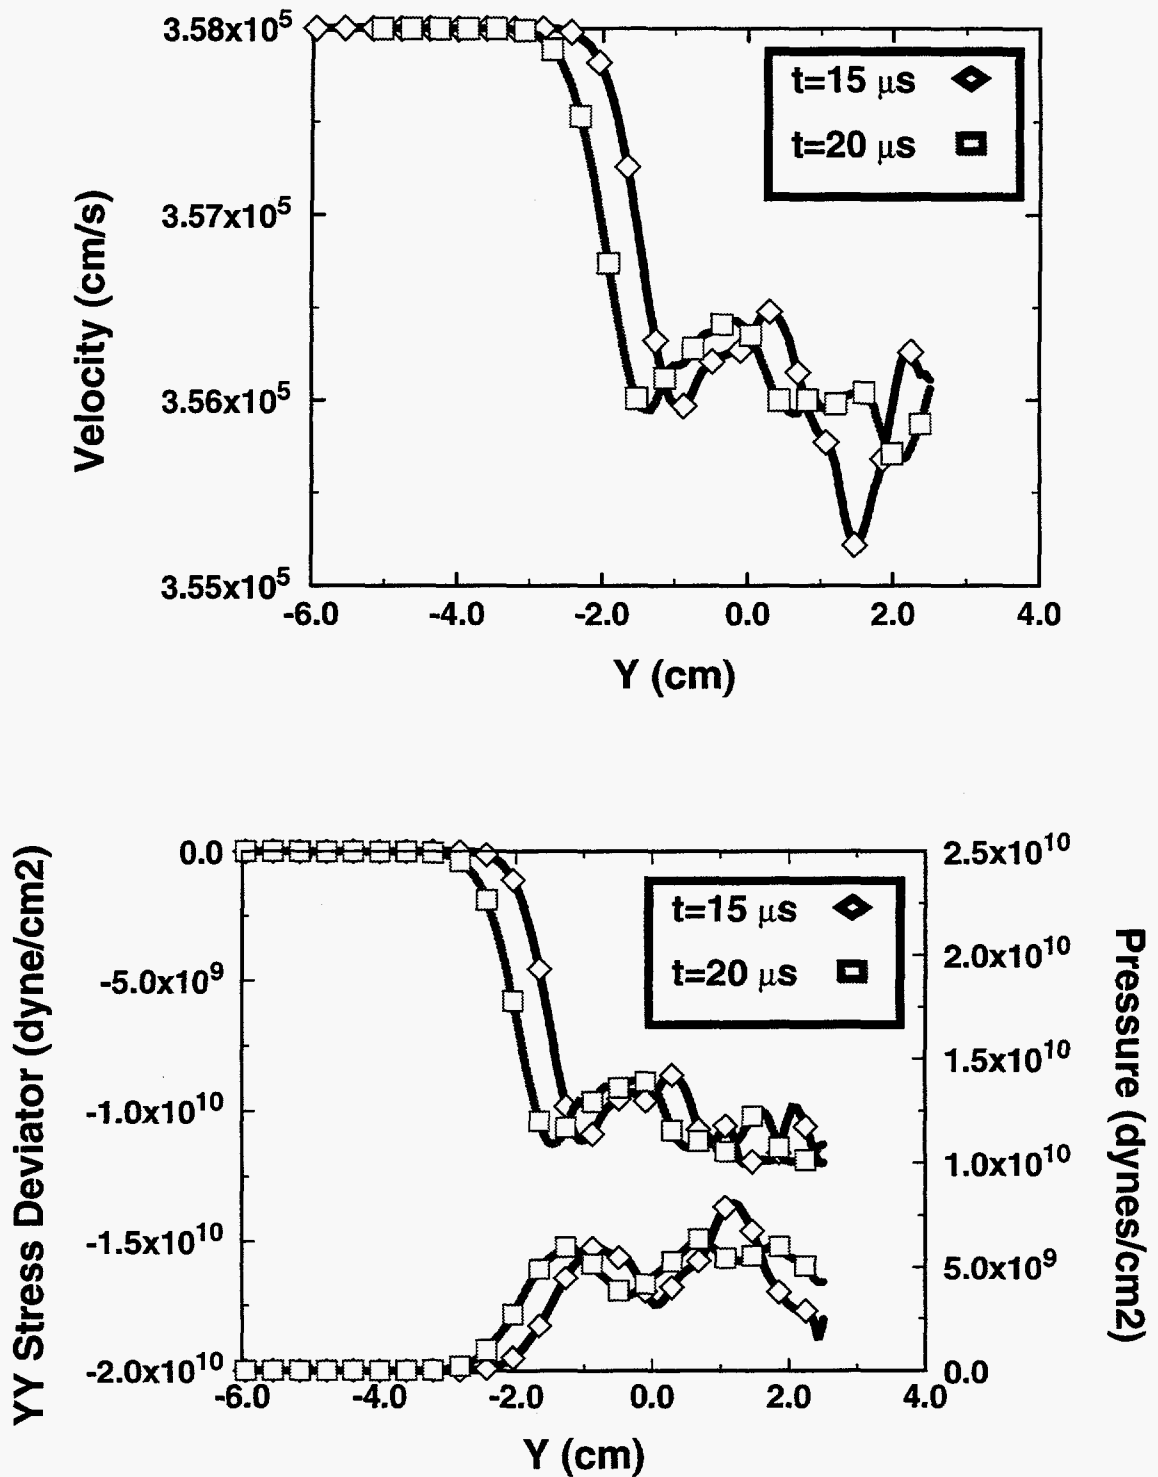 3.58x10^5
t=15 μs
t=20 μs
3.57x10^5
Velocity (cm/s)
3.56x10^5
3.55x10^5
-6.0 -4.0 -2.0 0.0 2.0 4.0
Y (cm)
0.0 2.5x10^10
t=15 μs
2.0x10^10
t=20 μs
-5.0x10^9
YY Stress Deviator (dyne/cm2)
Pressure (dynes/cm2)
1.5x10^10
-1.0x10^10
1.0x10^10
-1.5x10^10
5.0x10^9
-2.0x10^10 0.0
-6.0 -4.0 -2.0 0.0 2.0 4.0
Y (cm)